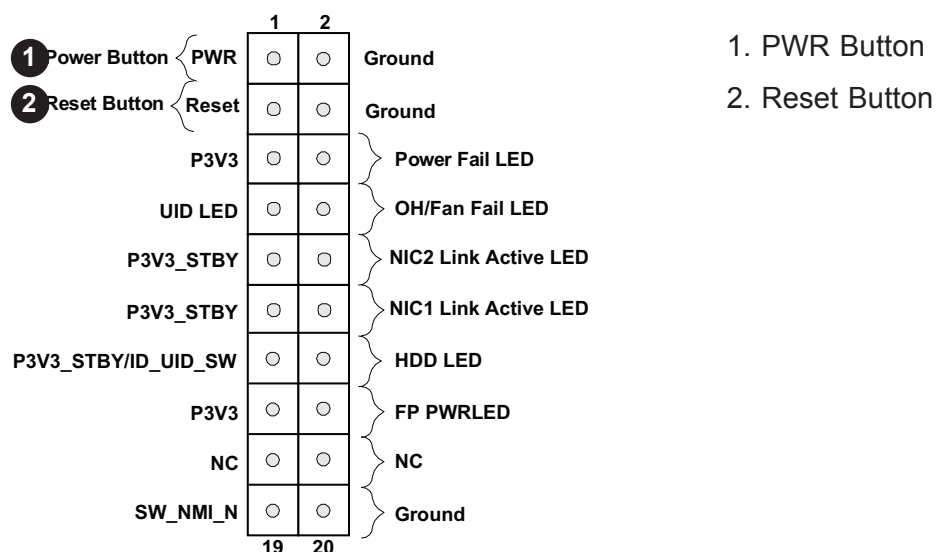 1 2
1 Power Button PWR Ground
2 Reset Button Reset Ground
P3V3 Power Fail LED
UID LED OH/Fan Fail LED
P3V3_STBY NIC2 Link Active LED
P3V3_STBY NIC1 Link Active LED
P3V3_STBY/ID_UID_SW HDD LED
P3V3 FP PWRLED
NC NC
SW_NMI_N Ground
19 20
1. PWR Button
2. Reset Button